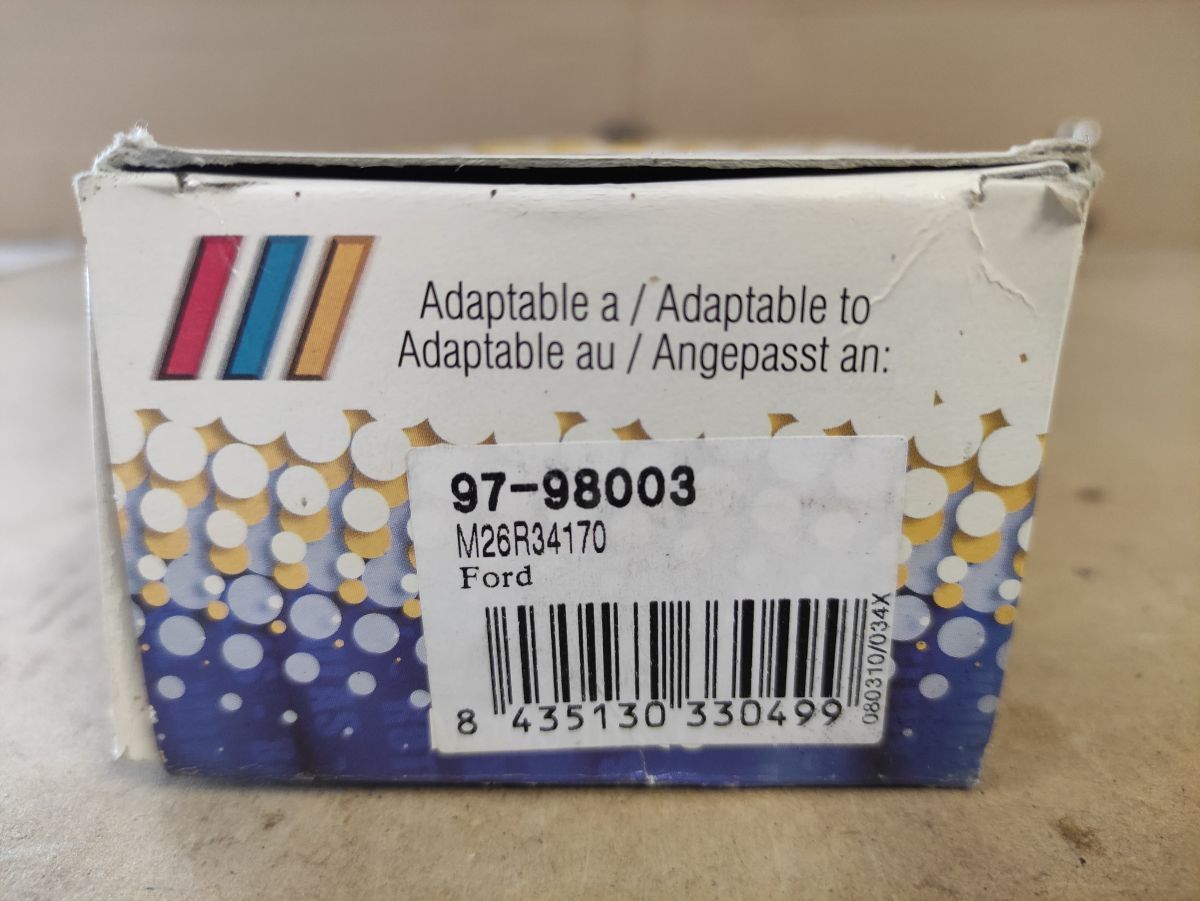 Adaptable a / Adaptable to
Adaptable au / Angepasst an:
97-98003
M26R34170
Ford
8 435130 330499
080310/034X